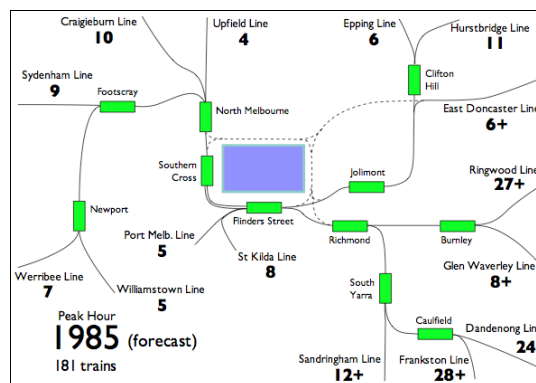 Craigieburn Line
10
Upfield Line
4
Epping Line
6
Hurstbridge Line
11
Sydenham Line
9
Footscray
Clifton
Hill
North Melbourne
East Doncaster Line
6+
Southern
Cross
Jolimont
Ringwood Line
27+
Newport
Flinders Street
Richmond
Burnley
Port Melb. Line
5
St Kilda Line
8
Glen Waverley Line
8+
Werribee Line
7
Williamstown Line
5
South
Yarra
Caulfield
Dandenong Line
24
Peak Hour
1985 (forecast)
181 trains
Sandringham Line
12+
Frankston Line
28+